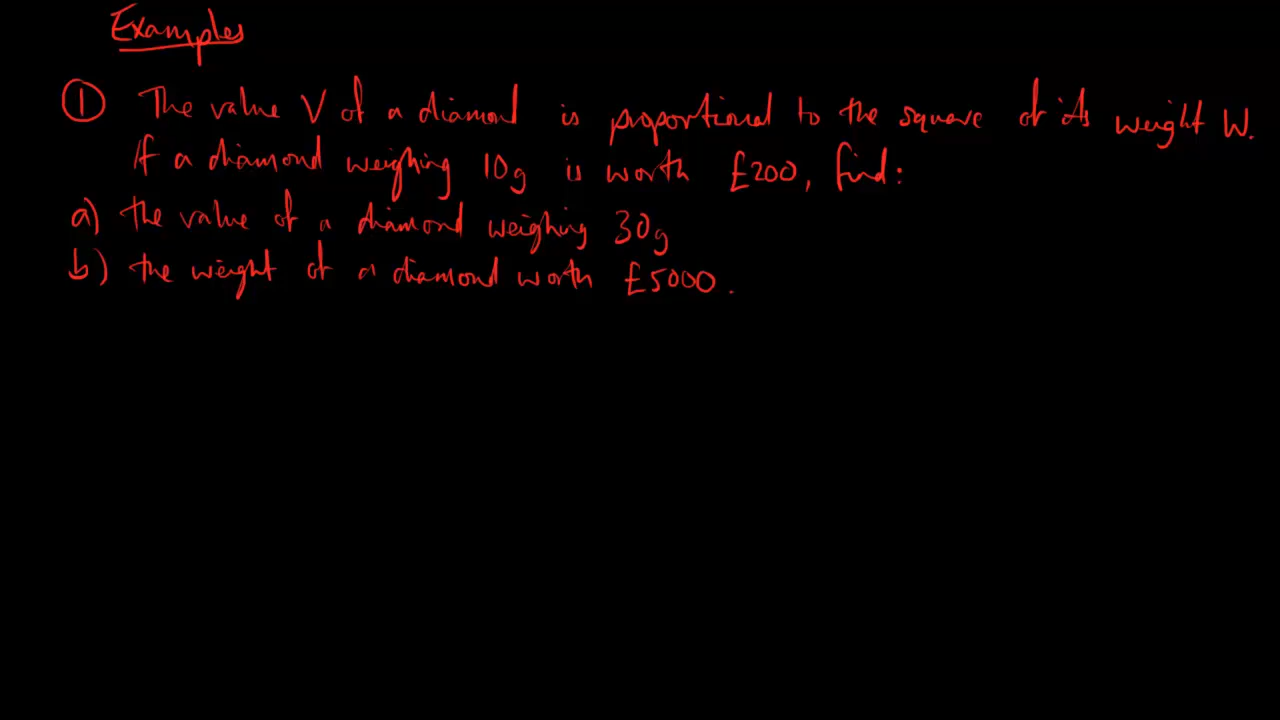 Examples
① The value V of a diamond is proportional to the square of its weight W.
If a diamond weighing 10g is worth £200, find:
a) the value of a diamond weighing 30g
b) the weight of a diamond worth £5000.